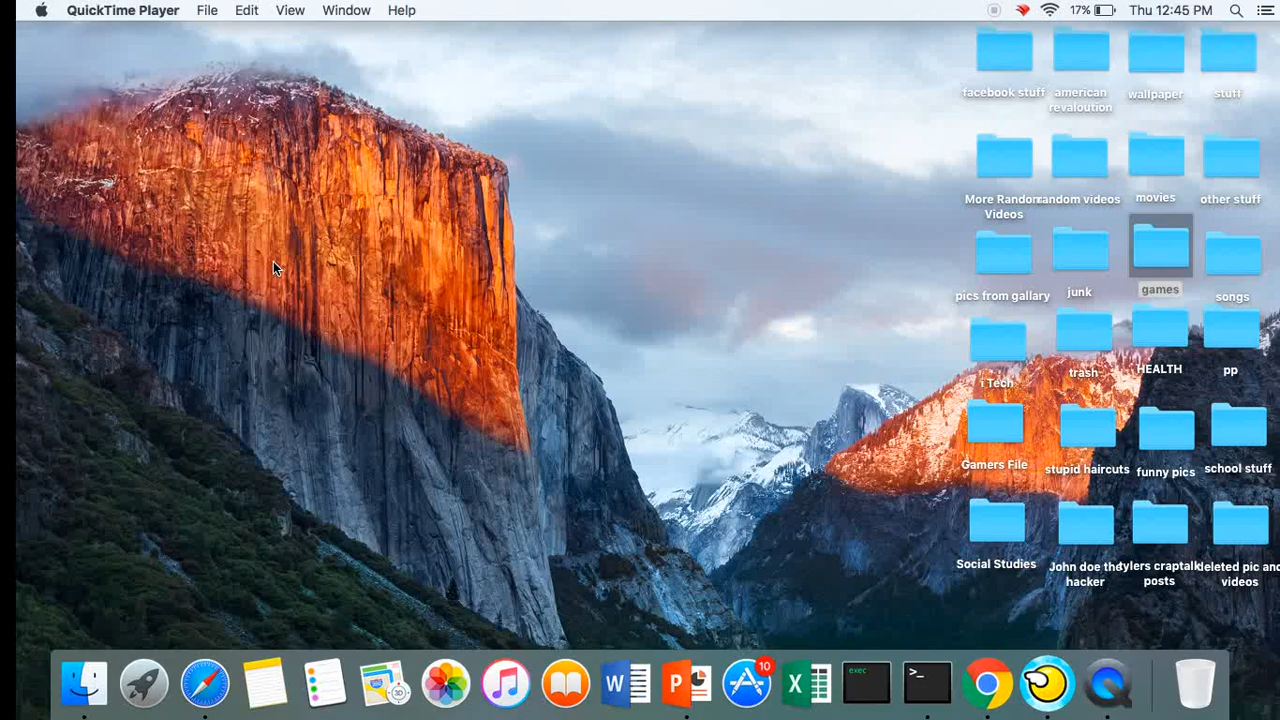 QuickTime Player File Edit View Window Help 17% Thu 12:45 PM
facebook stuff
american
revaloution
wallpaper
stuff
More Random
Videos
random videos
movies
other stuff
pics from gallary
junk
games
songs
i Tech
trash
HEALTH
pp
Gamers File
stupid haircuts
funny pics
school stuff
Social Studies
John doe the
hacker
tylers craptalk
posts
deleted pic and
videos
10
exec
>_
3D
W
P
X